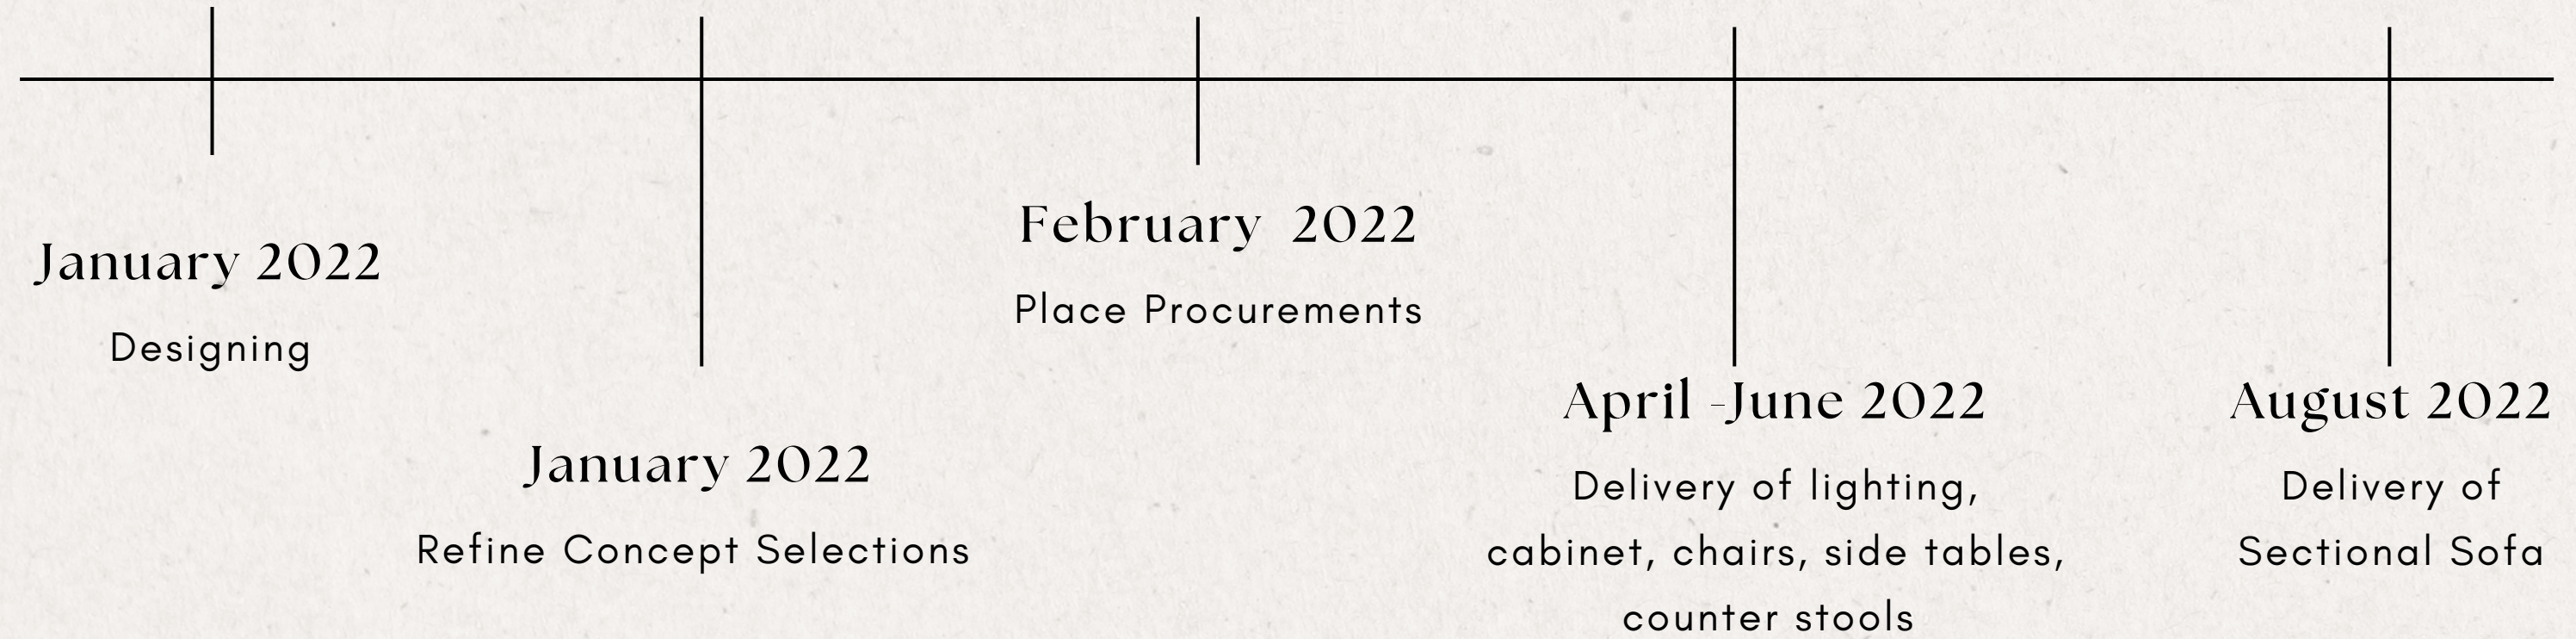 January 2022
Designing
January 2022
Refine Concept Selections
February 2022
Place Procurements
April -June 2022
Delivery of lighting,
cabinet, chairs, side tables,
counter stools
August 2022
Delivery of
Sectional Sofa